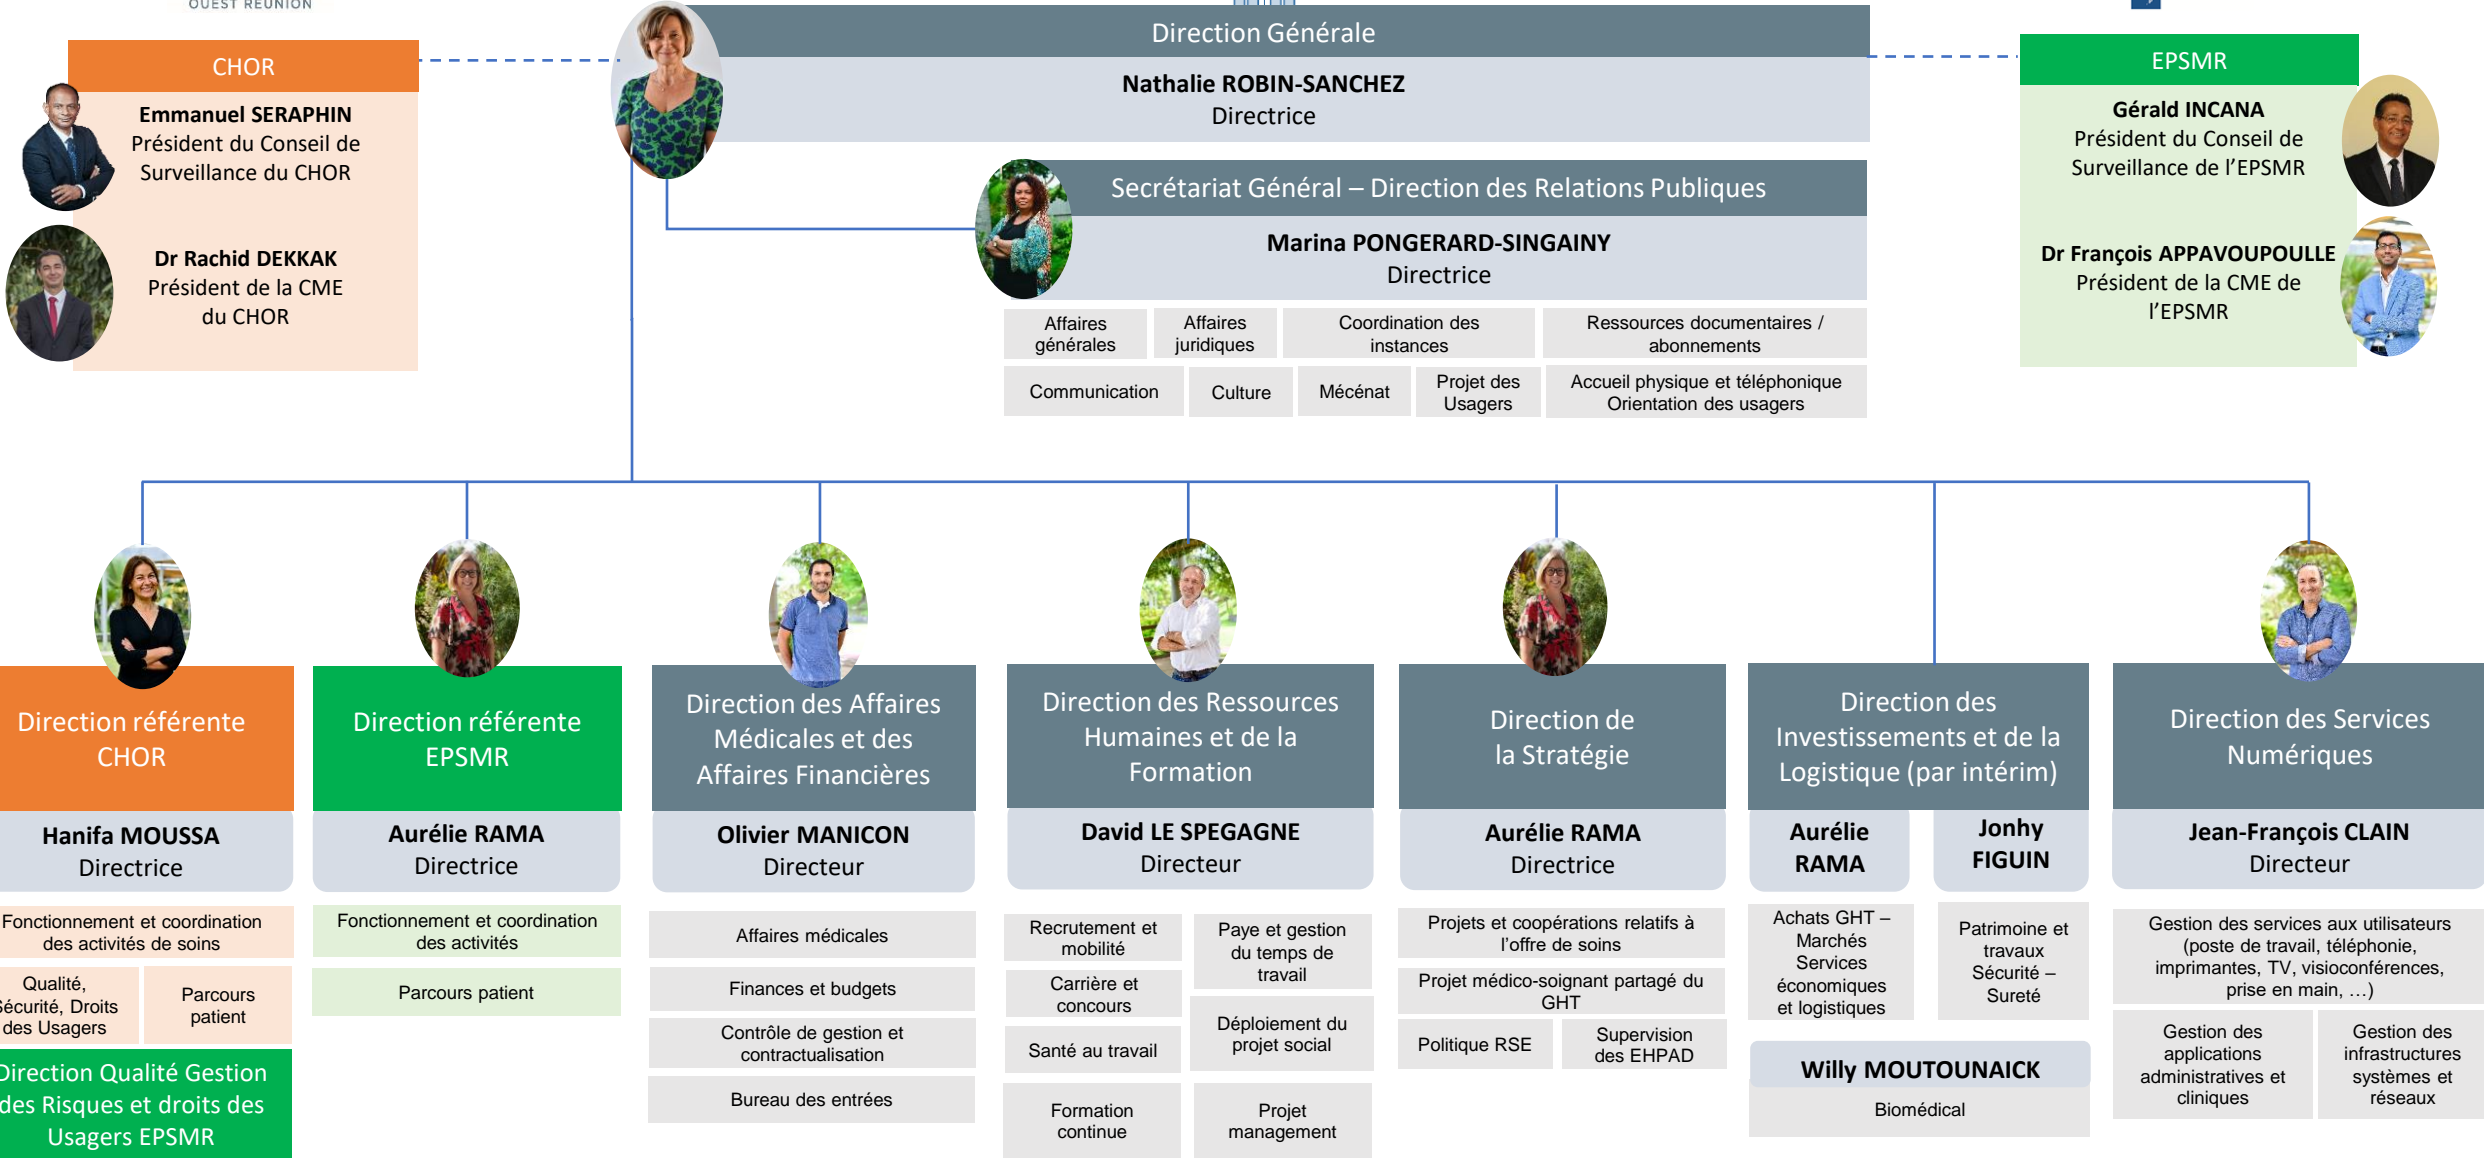 OUEST RÉUNION
CHOR
Emmanuel SERAPHIN
Président du Conseil de
Surveillance du CHOR
Dr Rachid DEKKAK
Président de la CME
du CHOR
Direction Générale
Nathalie ROBIN-SANCHEZ
Directrice
Secrétariat Général – Direction des Relations Publiques
Marina PONGERARD-SINGAINY
Directrice
Affaires
générales
Affaires
juridiques
Coordination des
instances
Ressources documentaires /
abonnements
Communication
Culture
Mécénat
Projet des
Usagers
Accueil physique et téléphonique
Orientation des usagers
EPSMR
Gérald INCANA
Président du Conseil de
Surveillance de l’EPSMR
Dr François APPAVOUPOULLE
Président de la CME de
l’EPSMR
Direction référente
CHOR
Hanifa MOUSSA
Directrice
Fonctionnement et coordination
des activités de soins
Qualité,
Sécurité, Droits
des Usagers
Parcours
patient
Direction Qualité Gestion
des Risques et droits des
Usagers EPSMR
Direction référente
EPSMR
Aurélie RAMA
Directrice
Fonctionnement et coordination
des activités
Parcours patient
Direction des Affaires
Médicales et des
Affaires Financières
Olivier MANICON
Directeur
Affaires médicales
Finances et budgets
Contrôle de gestion et
contractualisation
Bureau des entrées
Direction des Ressources
Humaines et de la
Formation
David LE SPEGAGNE
Directeur
Recrutement et
mobilité
Carrière et
concours
Santé au travail
Formation
continue
Paye et gestion
du temps de
travail
Déploiement du
projet social
Projet
management
Direction de
la Stratégie
Aurélie RAMA
Directrice
Projets et coopérations relatifs à
l’offre de soins
Projet médico-soignant partagé du
GHT
Politique RSE
Supervision
des EHPAD
Direction des
Investissements et de la
Logistique (par intérim)
Aurélie
RAMA
Achats GHT –
Marchés
Services
économiques
et logistiques
Jonhy
FIGUIN
Patrimoine et
travaux
Sécurité –
Sureté
Willy MOUTOUNAICK
Biomédical
Direction des Services
Numériques
Jean-François CLAIN
Directeur
Gestion des services aux utilisateurs
(poste de travail, téléphonie,
imprimantes, TV, visioconférences,
prise en main, …)
Gestion des
applications
administratives et
cliniques
Gestion des
infrastructures
systèmes et
réseaux